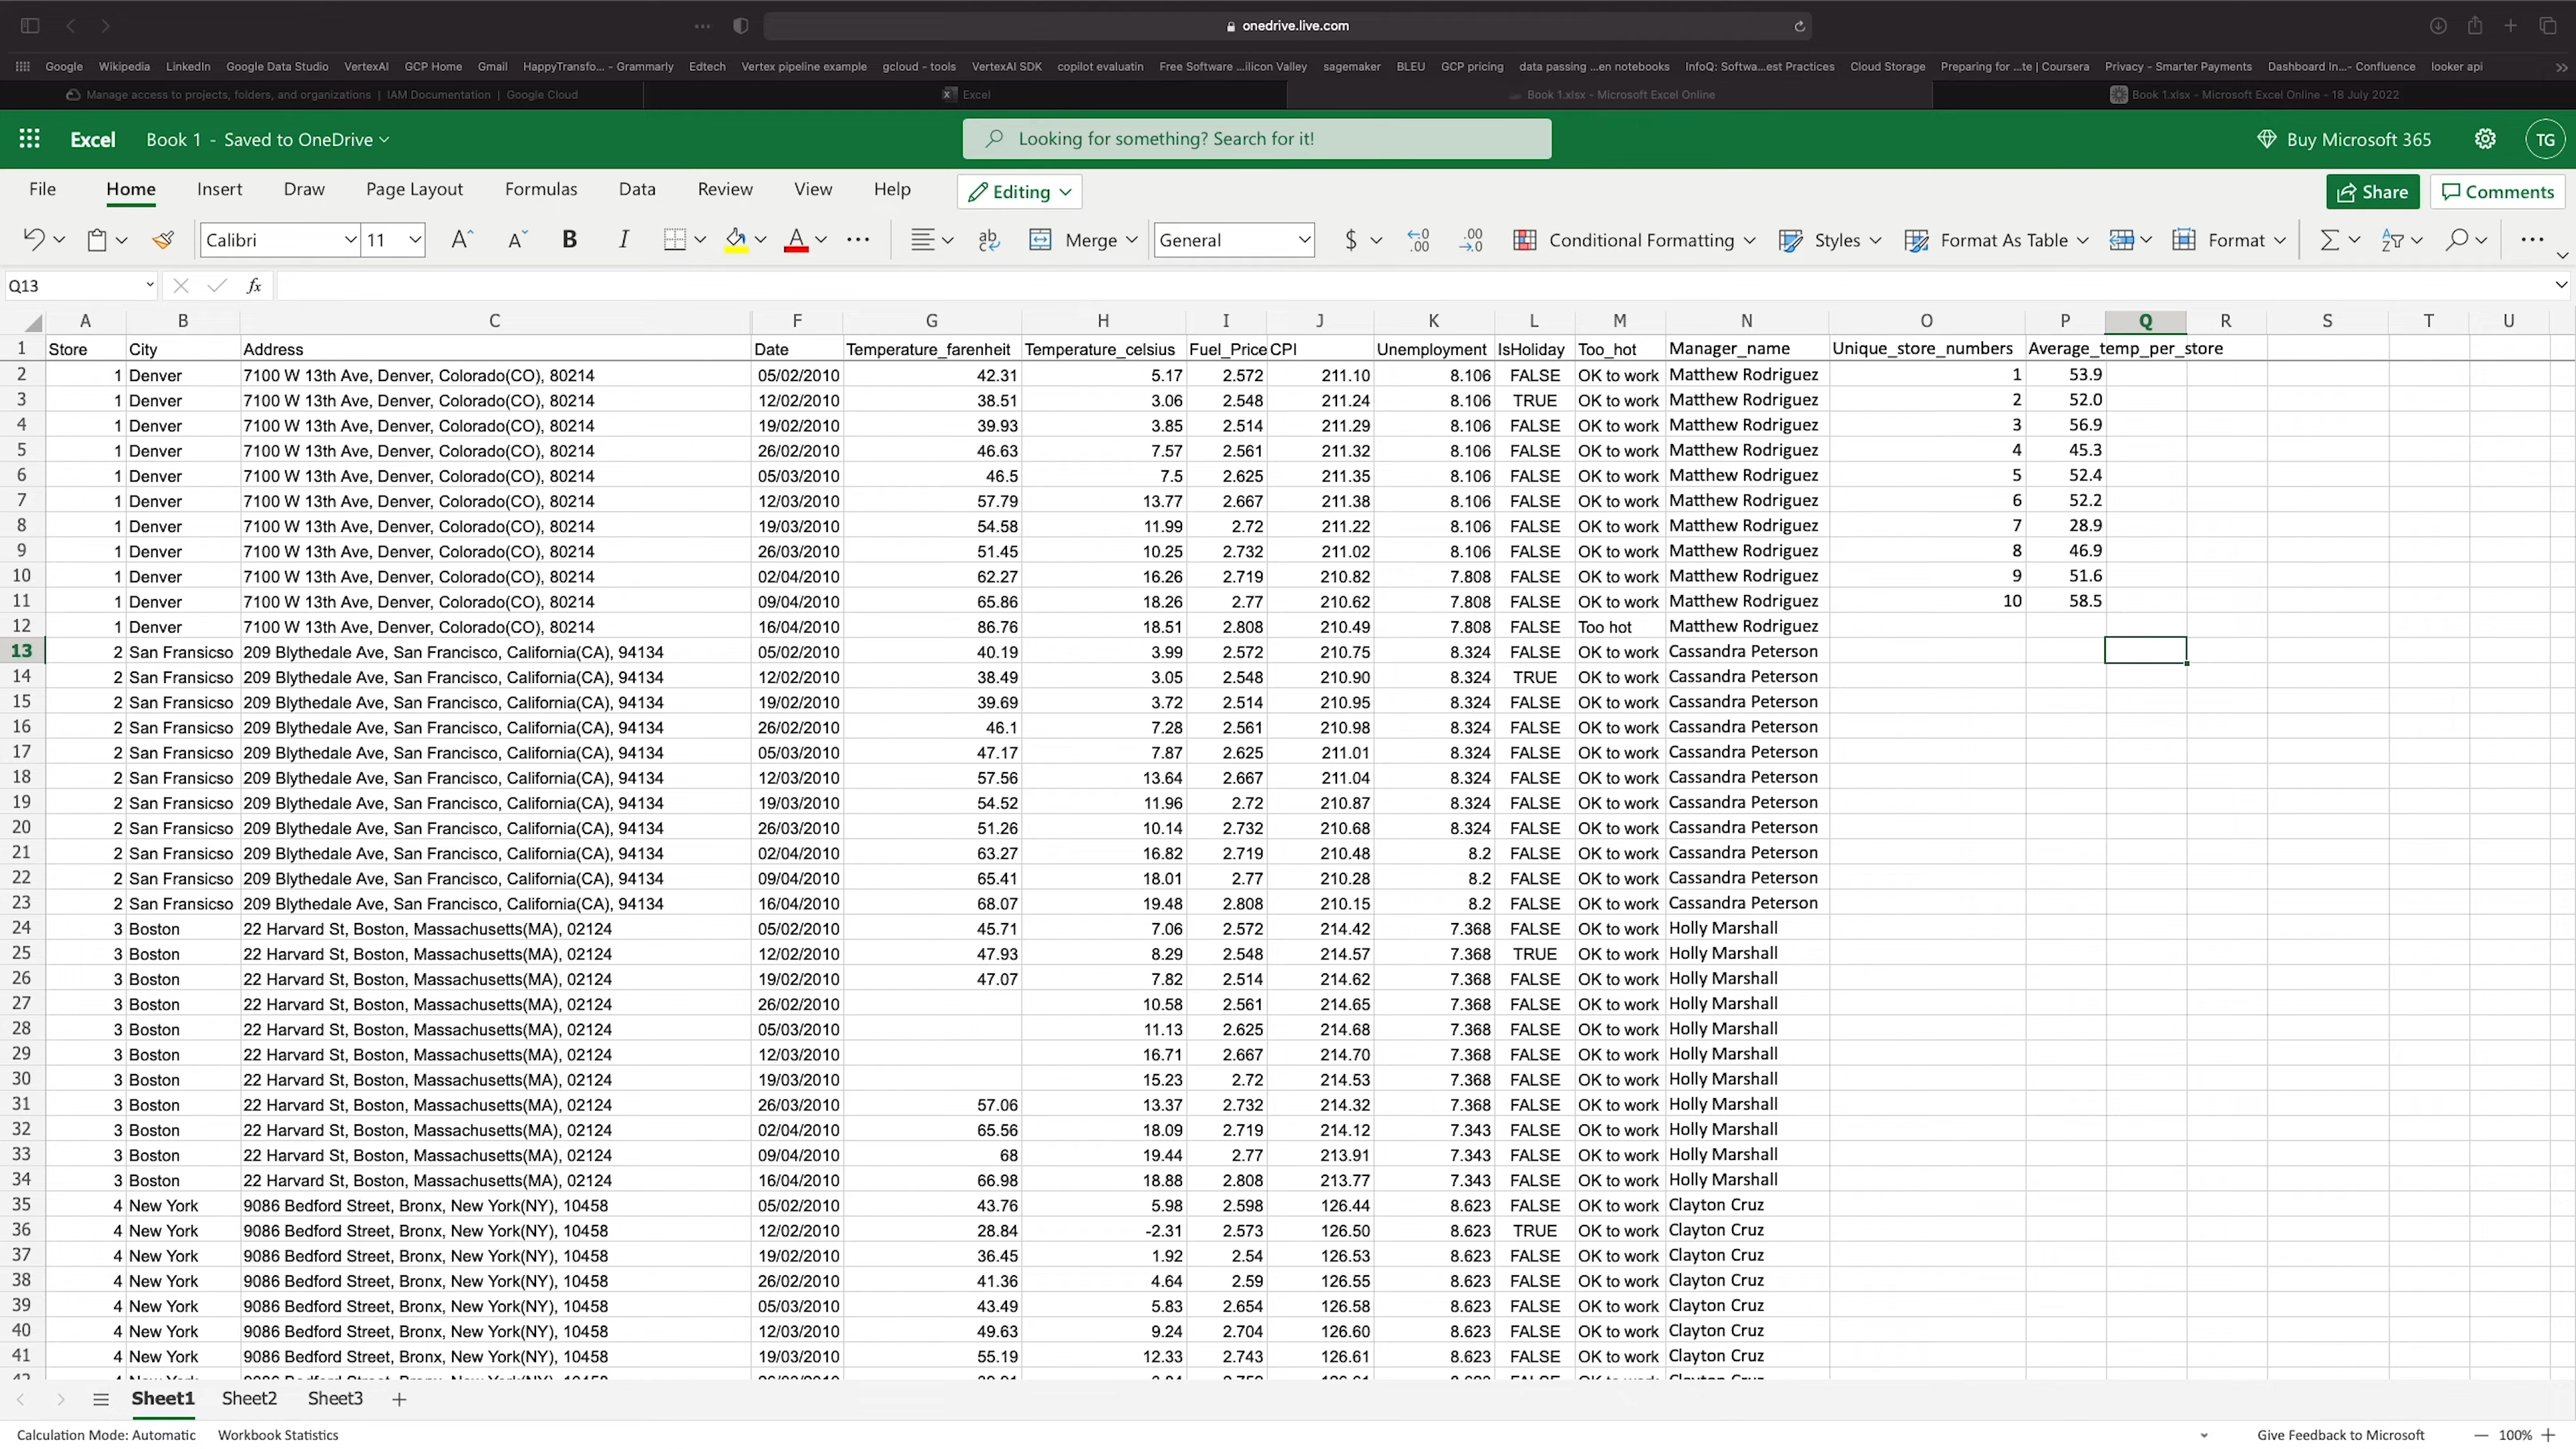 onedrive.live.com
Google Wikipedia LinkedIn Google Data Studio VertexAI GCP Home Gmail HappyTransfo... - Grammarly Edtech Vertex pipeline example gcloud - tools VertexAI SDK copilot evaluatin Free Software ...ilicon Valley sagemaker BLEU GCP pricing data passing ...en notebooks InfoQ: Softwa...est Practices Cloud Storage Preparing for ...te | Coursera Privacy - Smarter Payments Dashboard In...- Confluence looker api
Manage access to projects, folders, and organizations | IAM Documentation | Google Cloud Excel Book 1.xlsx - Microsoft Excel Online Book 1.xlsx - Microsoft Excel Online - 18 July 2022
Excel Book 1 - Saved to OneDrive Looking for something? Search for it! Buy Microsoft 365 TG
File Home Insert Draw Page Layout Formulas Data Review View Help Editing Share Comments
Calibri 11 A A B I A ab c Merge General $ Conditional Formatting Styles Format As Table Format
Q13 fx
A B C F G H I J K L M N O P Q R S T U
1 Store City Address Date Temperature_farenheit Temperature_celsius Fuel_Price CPI Unemployment IsHoliday Too_hot Manager_name Unique_store_numbers Average_temp_per_store
2 1 Denver 7100 W 13th Ave, Denver, Colorado(CO), 80214 05/02/2010 42.31 5.17 2.572 211.10 8.106 FALSE OK to work Matthew Rodriguez 1 53.9
3 1 Denver 7100 W 13th Ave, Denver, Colorado(CO), 80214 12/02/2010 38.51 3.06 2.548 211.24 8.106 TRUE OK to work Matthew Rodriguez 2 52.0
4 1 Denver 7100 W 13th Ave, Denver, Colorado(CO), 80214 19/02/2010 39.93 3.85 2.514 211.29 8.106 FALSE OK to work Matthew Rodriguez 3 56.9
5 1 Denver 7100 W 13th Ave, Denver, Colorado(CO), 80214 26/02/2010 46.63 7.57 2.561 211.32 8.106 FALSE OK to work Matthew Rodriguez 4 45.3
6 1 Denver 7100 W 13th Ave, Denver, Colorado(CO), 80214 05/03/2010 46.5 7.5 2.625 211.35 8.106 FALSE OK to work Matthew Rodriguez 5 52.4
7 1 Denver 7100 W 13th Ave, Denver, Colorado(CO), 80214 12/03/2010 57.79 13.77 2.667 211.38 8.106 FALSE OK to work Matthew Rodriguez 6 52.2
8 1 Denver 7100 W 13th Ave, Denver, Colorado(CO), 80214 19/03/2010 54.58 11.99 2.72 211.22 8.106 FALSE OK to work Matthew Rodriguez 7 28.9
9 1 Denver 7100 W 13th Ave, Denver, Colorado(CO), 80214 26/03/2010 51.45 10.25 2.732 211.02 8.106 FALSE OK to work Matthew Rodriguez 8 46.9
10 1 Denver 7100 W 13th Ave, Denver, Colorado(CO), 80214 02/04/2010 62.27 16.26 2.719 210.82 7.808 FALSE OK to work Matthew Rodriguez 9 51.6
11 1 Denver 7100 W 13th Ave, Denver, Colorado(CO), 80214 09/04/2010 65.86 18.26 2.77 210.62 7.808 FALSE OK to work Matthew Rodriguez 10 58.5
12 1 Denver 7100 W 13th Ave, Denver, Colorado(CO), 80214 16/04/2010 86.76 18.51 2.808 210.49 7.808 FALSE Too hot Matthew Rodriguez
13 2 San Fransicso 209 Blythedale Ave, San Francisco, California(CA), 94134 05/02/2010 40.19 3.99 2.572 210.75 8.324 FALSE OK to work Cassandra Peterson
14 2 San Fransicso 209 Blythedale Ave, San Francisco, California(CA), 94134 12/02/2010 38.49 3.05 2.548 210.90 8.324 TRUE OK to work Cassandra Peterson
15 2 San Fransicso 209 Blythedale Ave, San Francisco, California(CA), 94134 19/02/2010 39.69 3.72 2.514 210.95 8.324 FALSE OK to work Cassandra Peterson
16 2 San Fransicso 209 Blythedale Ave, San Francisco, California(CA), 94134 26/02/2010 46.1 7.28 2.561 210.98 8.324 FALSE OK to work Cassandra Peterson
17 2 San Fransicso 209 Blythedale Ave, San Francisco, California(CA), 94134 05/03/2010 47.17 7.87 2.625 211.01 8.324 FALSE OK to work Cassandra Peterson
18 2 San Fransicso 209 Blythedale Ave, San Francisco, California(CA), 94134 12/03/2010 57.56 13.64 2.667 211.04 8.324 FALSE OK to work Cassandra Peterson
19 2 San Fransicso 209 Blythedale Ave, San Francisco, California(CA), 94134 19/03/2010 54.52 11.96 2.72 210.87 8.324 FALSE OK to work Cassandra Peterson
20 2 San Fransicso 209 Blythedale Ave, San Francisco, California(CA), 94134 26/03/2010 51.26 10.14 2.732 210.68 8.324 FALSE OK to work Cassandra Peterson
21 2 San Fransicso 209 Blythedale Ave, San Francisco, California(CA), 94134 02/04/2010 63.27 16.82 2.719 210.48 8.2 FALSE OK to work Cassandra Peterson
22 2 San Fransicso 209 Blythedale Ave, San Francisco, California(CA), 94134 09/04/2010 65.41 18.01 2.77 210.28 8.2 FALSE OK to work Cassandra Peterson
23 2 San Fransicso 209 Blythedale Ave, San Francisco, California(CA), 94134 16/04/2010 68.07 19.48 2.808 210.15 8.2 FALSE OK to work Cassandra Peterson
24 3 Boston 22 Harvard St, Boston, Massachusetts(MA), 02124 05/02/2010 45.71 7.06 2.572 214.42 7.368 FALSE OK to work Holly Marshall
25 3 Boston 22 Harvard St, Boston, Massachusetts(MA), 02124 12/02/2010 47.93 8.29 2.548 214.57 7.368 TRUE OK to work Holly Marshall
26 3 Boston 22 Harvard St, Boston, Massachusetts(MA), 02124 19/02/2010 47.07 7.82 2.514 214.62 7.368 FALSE OK to work Holly Marshall
27 3 Boston 22 Harvard St, Boston, Massachusetts(MA), 02124 26/02/2010 10.58 2.561 214.65 7.368 FALSE OK to work Holly Marshall
28 3 Boston 22 Harvard St, Boston, Massachusetts(MA), 02124 05/03/2010 11.13 2.625 214.68 7.368 FALSE OK to work Holly Marshall
29 3 Boston 22 Harvard St, Boston, Massachusetts(MA), 02124 12/03/2010 16.71 2.667 214.70 7.368 FALSE OK to work Holly Marshall
30 3 Boston 22 Harvard St, Boston, Massachusetts(MA), 02124 19/03/2010 15.23 2.72 214.53 7.368 FALSE OK to work Holly Marshall
31 3 Boston 22 Harvard St, Boston, Massachusetts(MA), 02124 26/03/2010 57.06 13.37 2.732 214.32 7.368 FALSE OK to work Holly Marshall
32 3 Boston 22 Harvard St, Boston, Massachusetts(MA), 02124 02/04/2010 65.56 18.09 2.719 214.12 7.343 FALSE OK to work Holly Marshall
33 3 Boston 22 Harvard St, Boston, Massachusetts(MA), 02124 09/04/2010 68 19.44 2.77 213.91 7.343 FALSE OK to work Holly Marshall
34 3 Boston 22 Harvard St, Boston, Massachusetts(MA), 02124 16/04/2010 66.98 18.88 2.808 213.77 7.343 FALSE OK to work Holly Marshall
35 4 New York 9086 Bedford Street, Bronx, New York(NY), 10458 05/02/2010 43.76 5.98 2.598 126.44 8.623 FALSE OK to work Clayton Cruz
36 4 New York 9086 Bedford Street, Bronx, New York(NY), 10458 12/02/2010 28.84 -2.31 2.573 126.50 8.623 TRUE OK to work Clayton Cruz
37 4 New York 9086 Bedford Street, Bronx, New York(NY), 10458 19/02/2010 36.45 1.92 2.54 126.53 8.623 FALSE OK to work Clayton Cruz
38 4 New York 9086 Bedford Street, Bronx, New York(NY), 10458 26/02/2010 41.36 4.64 2.59 126.55 8.623 FALSE OK to work Clayton Cruz
39 4 New York 9086 Bedford Street, Bronx, New York(NY), 10458 05/03/2010 43.49 5.83 2.654 126.58 8.623 FALSE OK to work Clayton Cruz
40 4 New York 9086 Bedford Street, Bronx, New York(NY), 10458 12/03/2010 49.63 9.24 2.704 126.60 8.623 FALSE OK to work Clayton Cruz
41 4 New York 9086 Bedford Street, Bronx, New York(NY), 10458 19/03/2010 55.19 12.33 2.743 126.61 8.623 FALSE OK to work Clayton Cruz
Sheet1 Sheet2 Sheet3
Calculation Mode: Automatic Workbook Statistics Give Feedback to Microsoft 100%